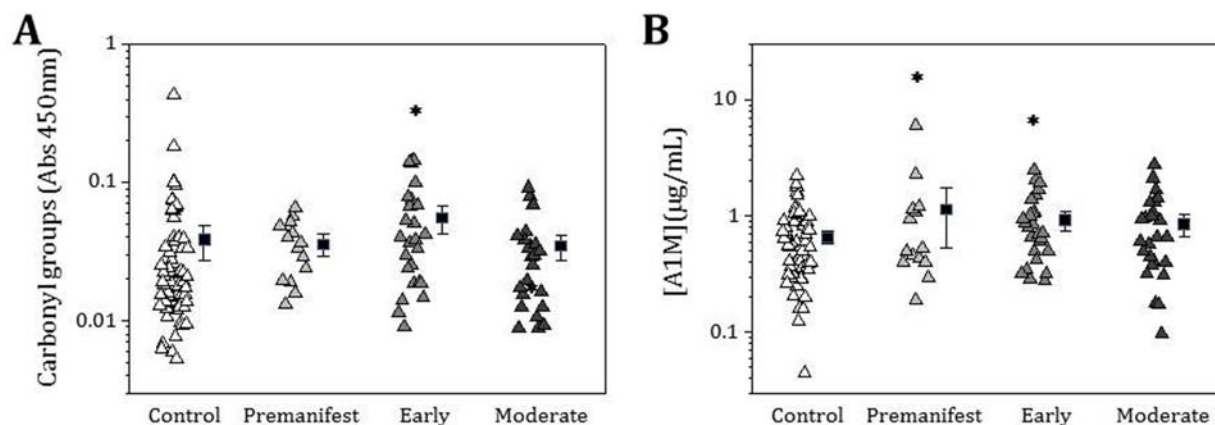 A
Carbonyl groups (Abs 450nm)
1
0.1
0.01
*
Control Premanifest Early Moderate
B
[A1M](µg/mL)
10
1
0.1
* *
Control Premanifest Early Moderate